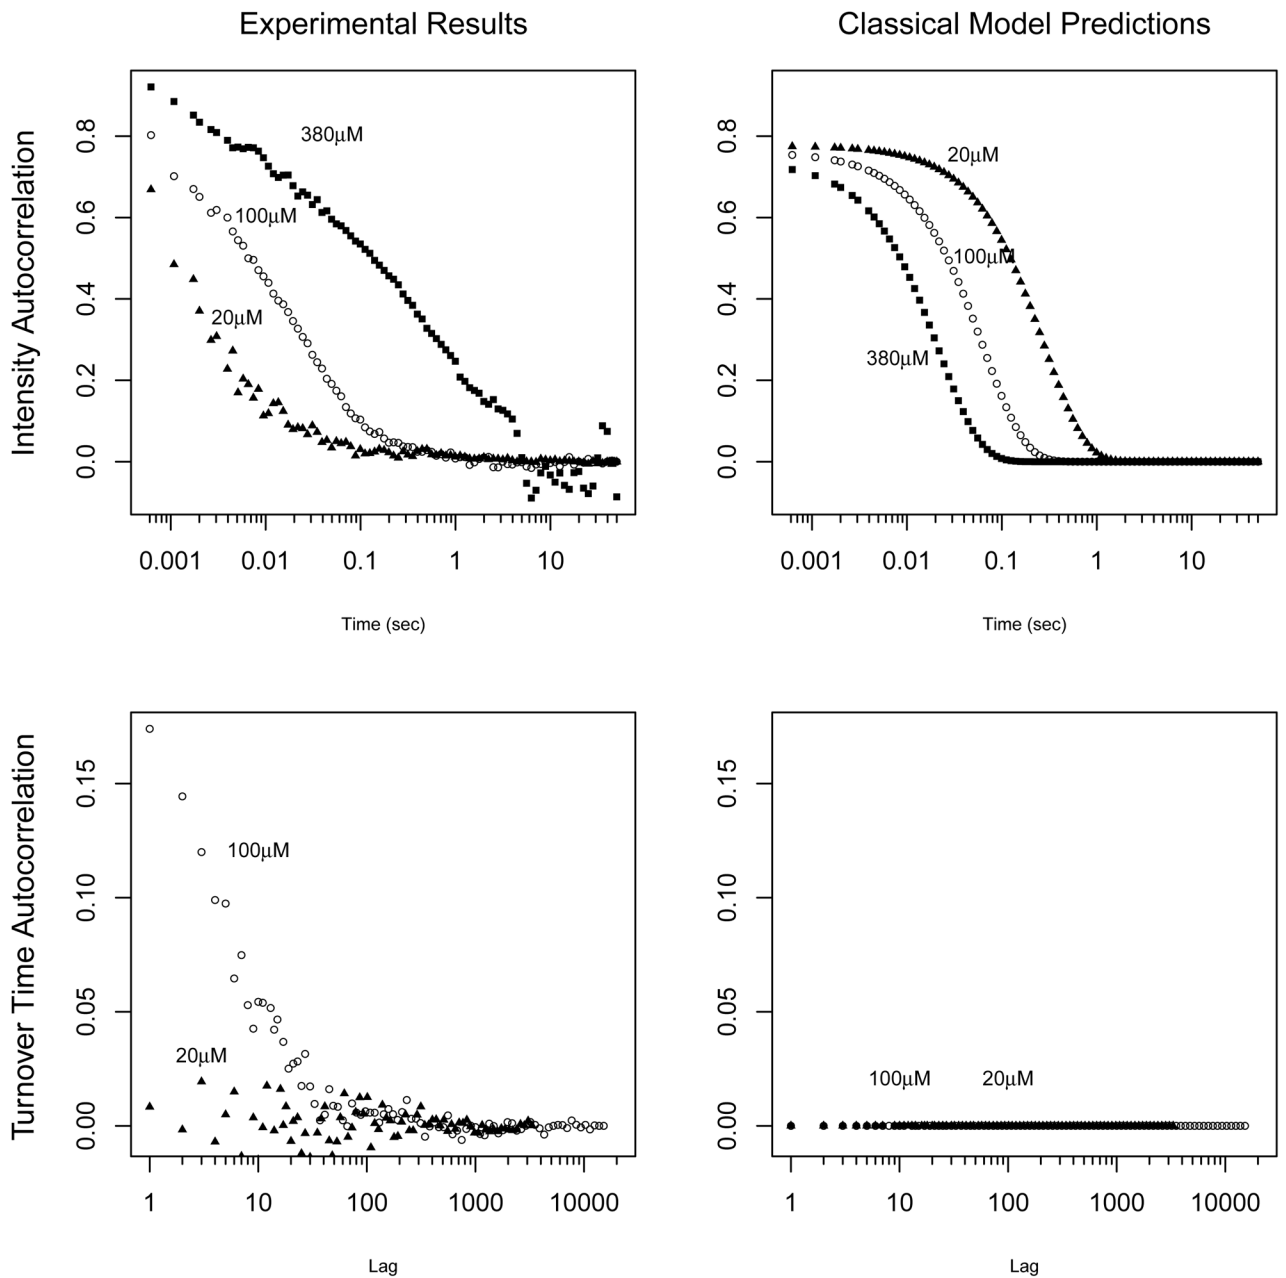 Experimental Results
Classical Model Predictions
Intensity Autocorrelation
0.8
0.6
0.4
0.2
0.0
380μM
100μM
20μM
0.001 0.01 0.1 1 10
Time (sec)
0.8
0.6
0.4
0.2
0.0
20μM
100μM
380μM
0.001 0.01 0.1 1 10
Time (sec)
Turnover Time Autocorrelation
0.15
0.10
0.05
0.00
100μM
20μM
1 10 100 1000 10000
Lag
0.15
0.10
0.05
0.00
100μM 20μM
1 10 100 1000 10000
Lag